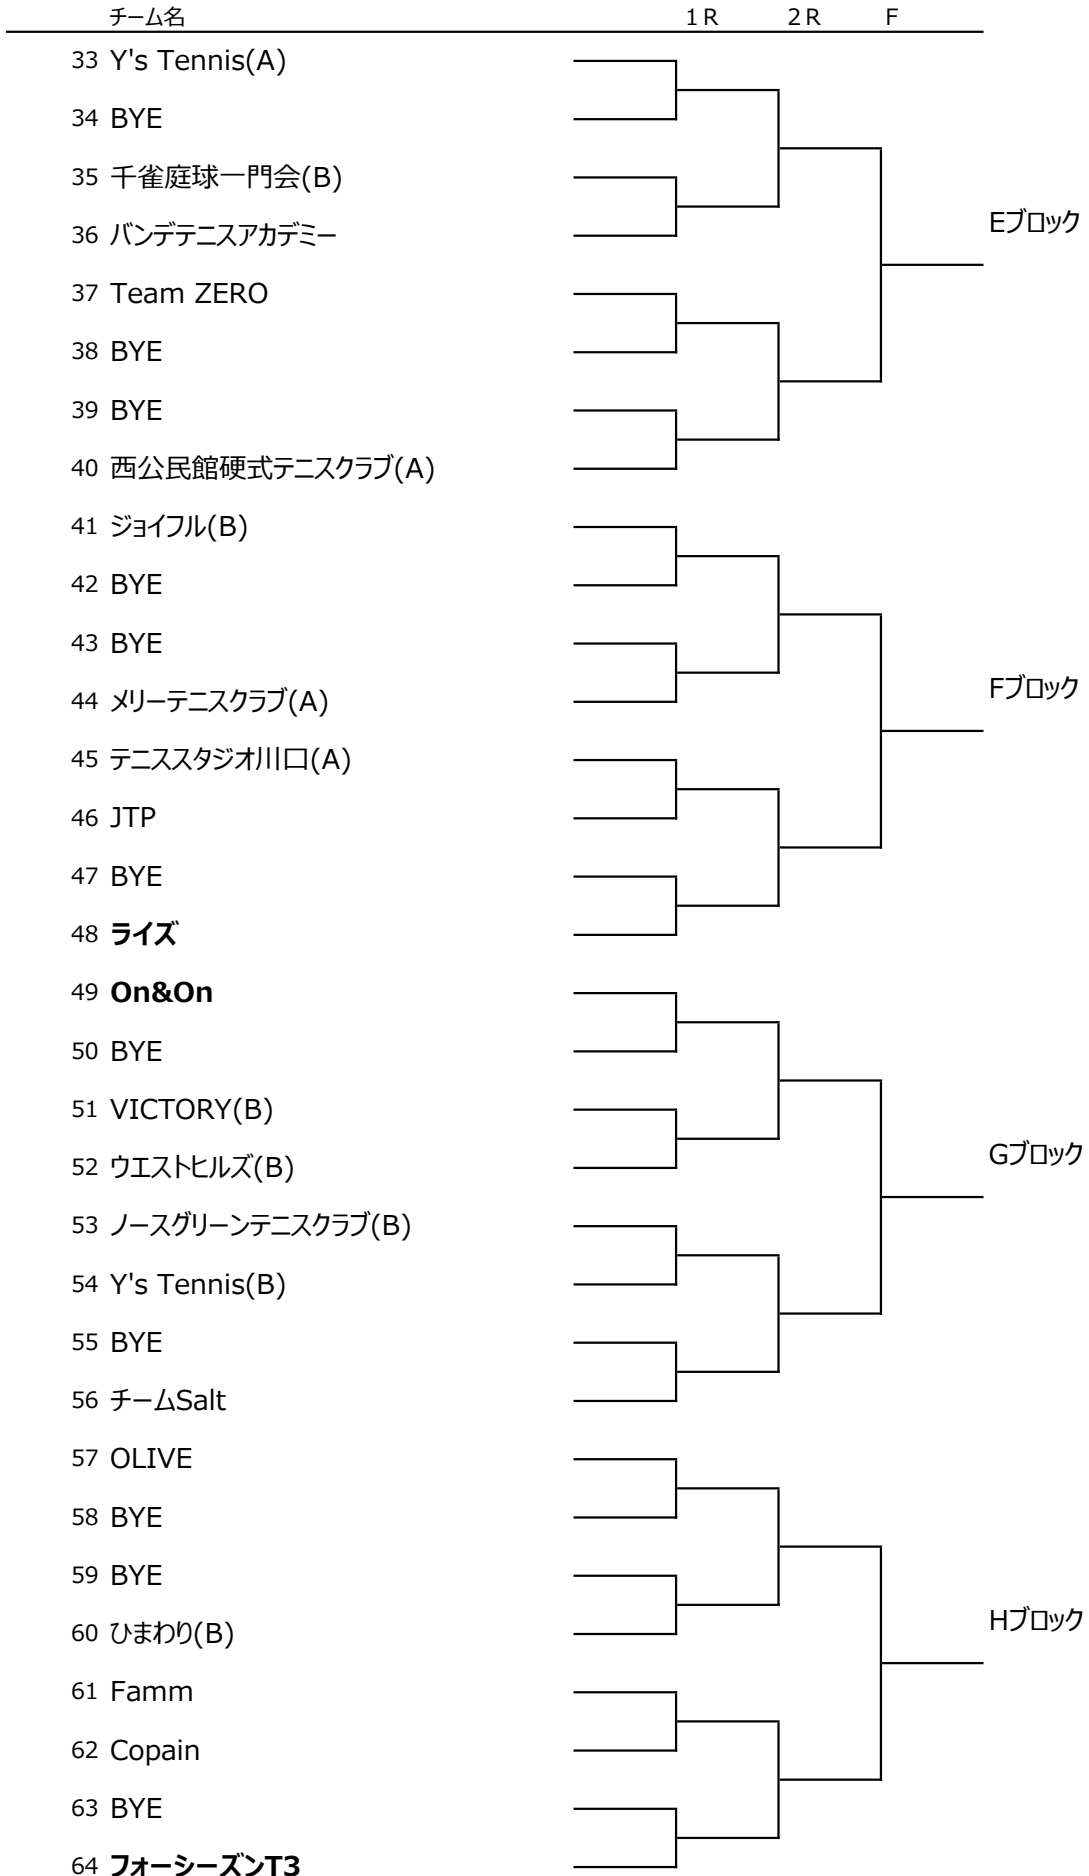 チーム名 １Ｒ ２Ｒ Ｆ
33 Y's Tennis(A)
34 BYE
35 千雀庭球一門会(B)
36 バンデテニスアカデミー
Eブロック
37 Team ZERO
38 BYE
39 BYE
40 西公民館硬式テニスクラブ(A)
41 ジョイフル(B)
42 BYE
43 BYE
44 メリーテニスクラブ(A)
Fブロック
45 テニススタジオ川口(A)
46 JTP
47 BYE
48 ライズ
49 On&On
50 BYE
51 VICTORY(B)
52 ウエストヒルズ(B)
Gブロック
53 ノースグリーンテニスクラブ(B)
54 Y's Tennis(B)
55 BYE
56 チームSalt
57 OLIVE
58 BYE
59 BYE
60 ひまわり(B)
Hブロック
61 Famm
62 Copain
63 BYE
64 フォーシーズンT3